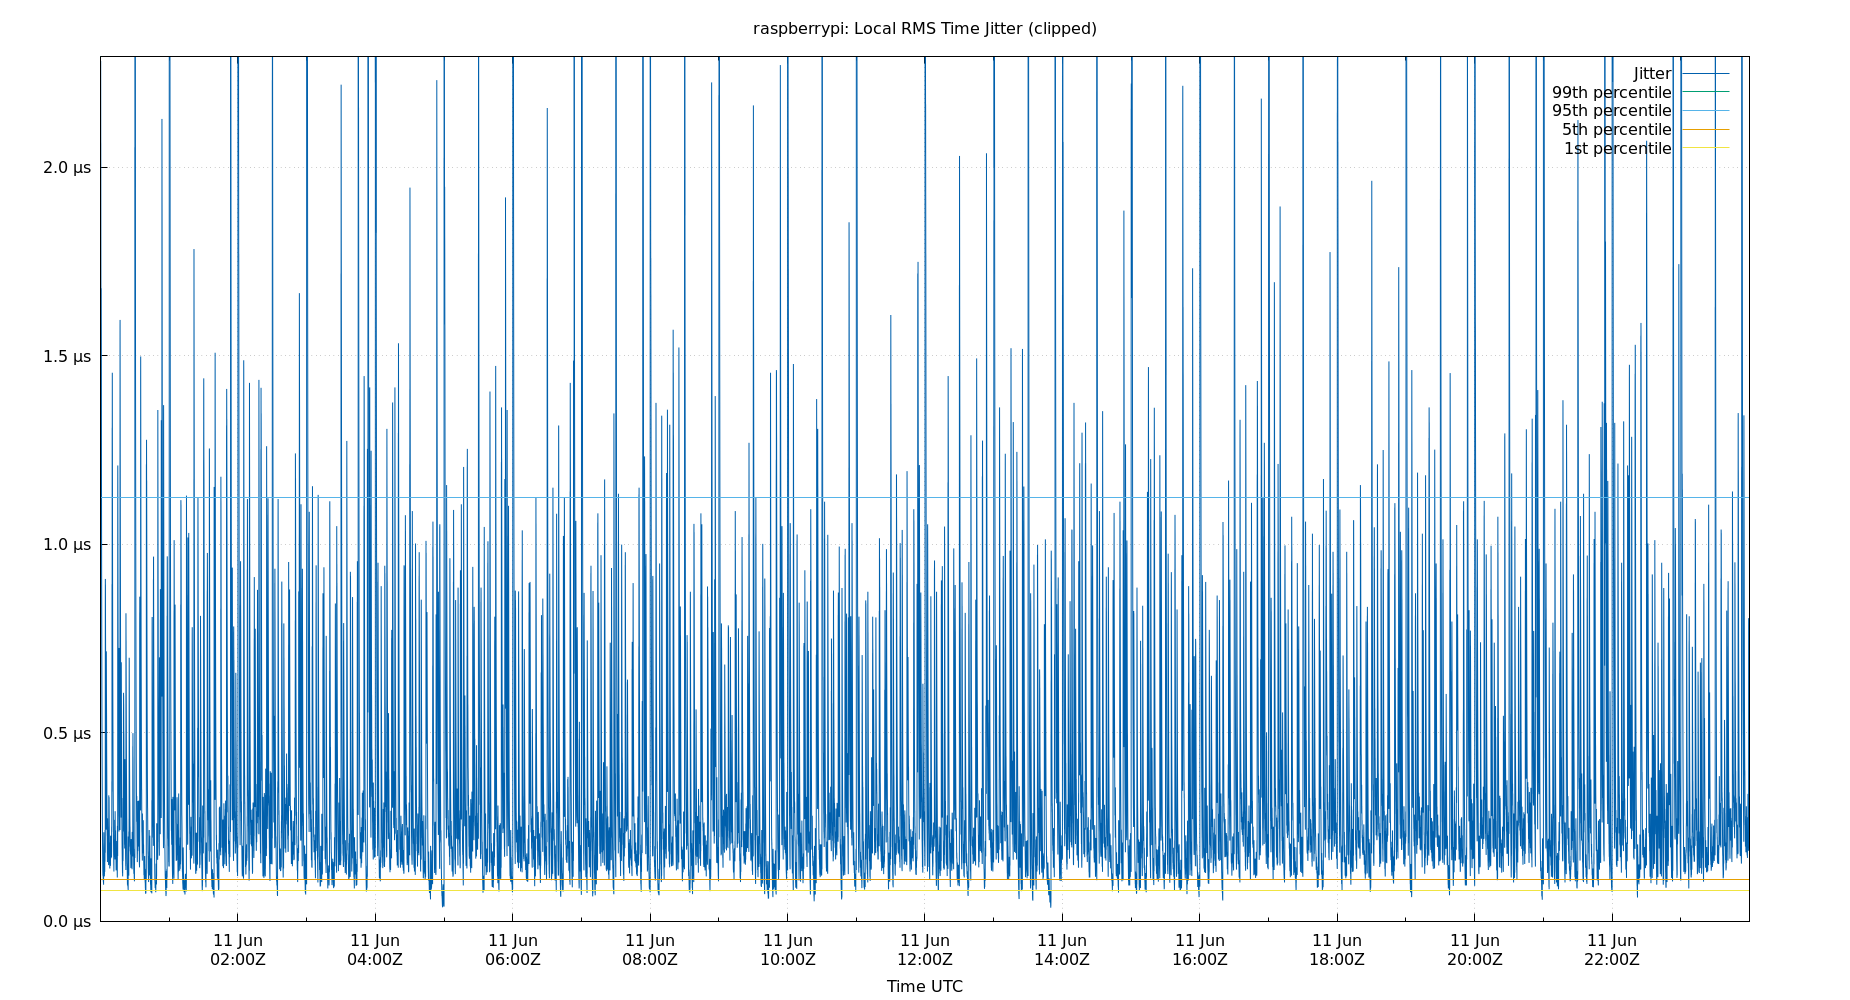 raspberrypi: Local RMS Time Jitter (clipped)
Jitter
99th percentile
95th percentile
5th percentile
1st percentile
2.0 μs
1.5 μs
1.0 μs
0.5 μs
0.0 μs
11 Jun 11 Jun 11 Jun 11 Jun 11 Jun 11 Jun 11 Jun 11 Jun 11 Jun 11 Jun 11 Jun
02:00Z 04:00Z 06:00Z 08:00Z 10:00Z 12:00Z 14:00Z 16:00Z 18:00Z 20:00Z 22:00Z
Time UTC